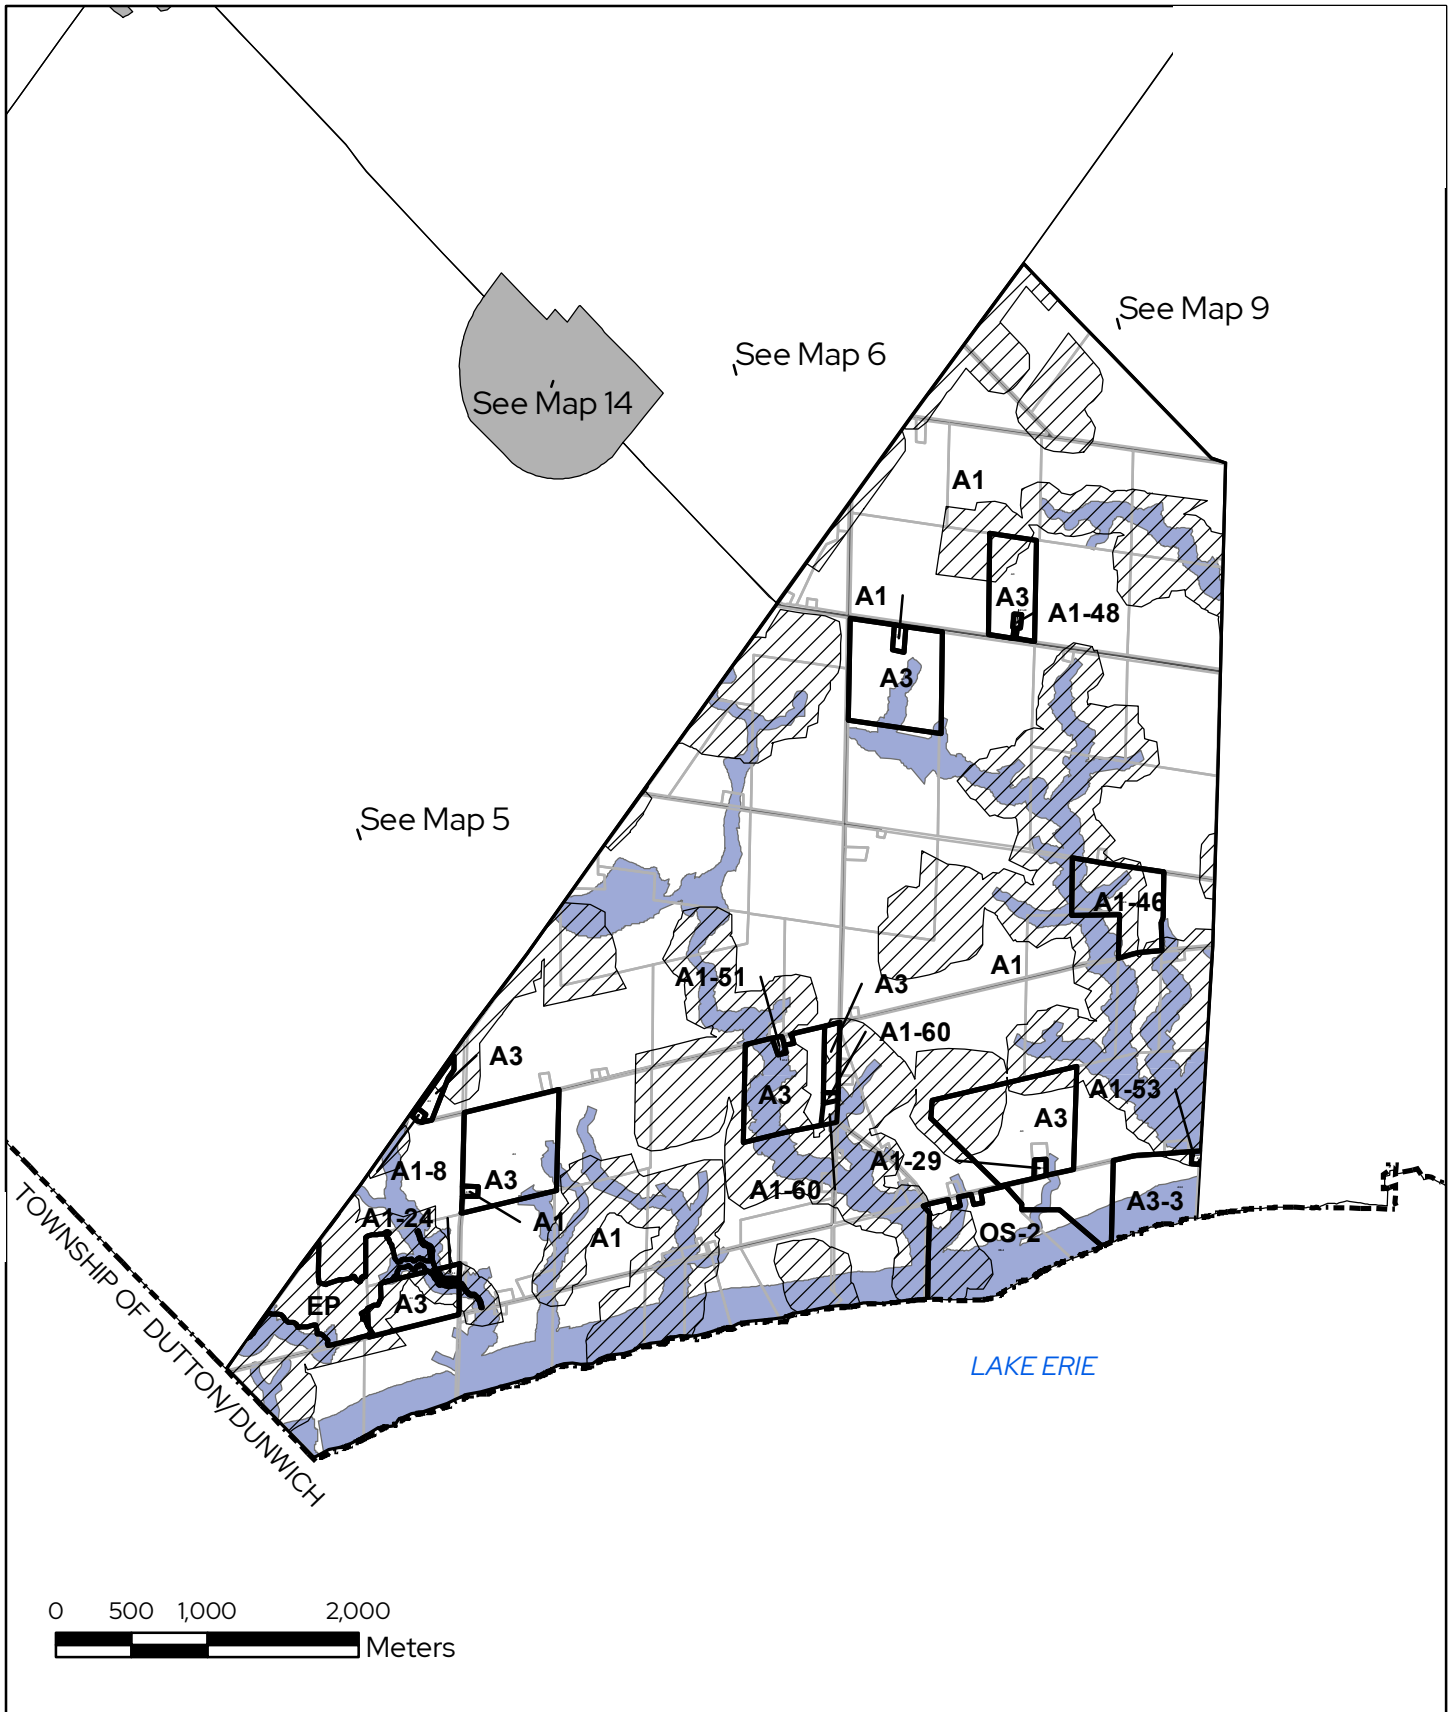 See Map 9
See Map 6
See Map 14
A1
A1
A3
A1-48
A3
See Map 5
A1-46
A1
A1-51
A3
A1-60
A3
A3
A1-53
A3
A1-29
A1-8
A3
A1-60
A3-3
A1-24
A1
A1
OS-2
EP
A3
TOWNSHIP OF DUTTON/DUNWICH
LAKE ERIE
0 500 1,000 2,000
Meters